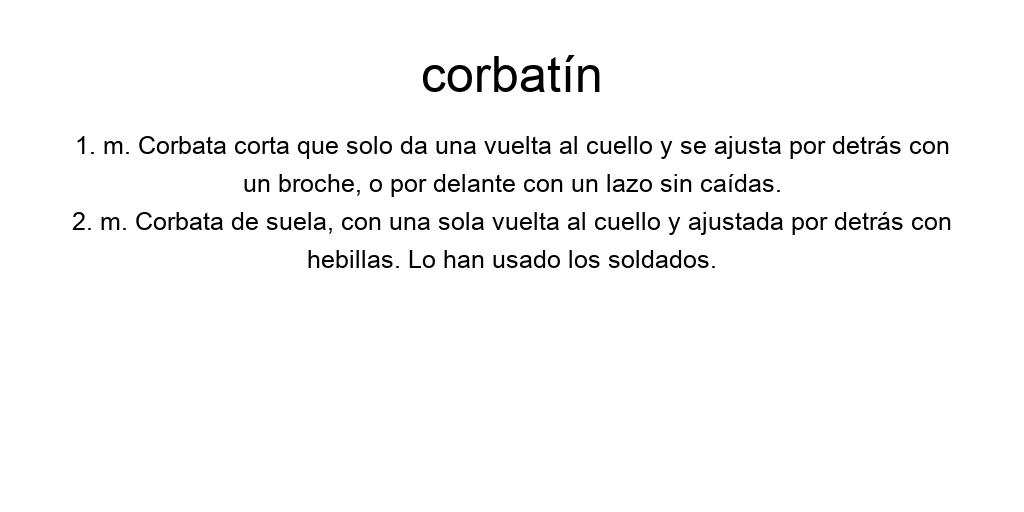 corbatín
1. m. Corbata corta que solo da una vuelta al cuello y se ajusta por detrás con
un broche, o por delante con un lazo sin caídas.
2. m. Corbata de suela, con una sola vuelta al cuello y ajustada por detrás con
hebillas. Lo han usado los soldados.